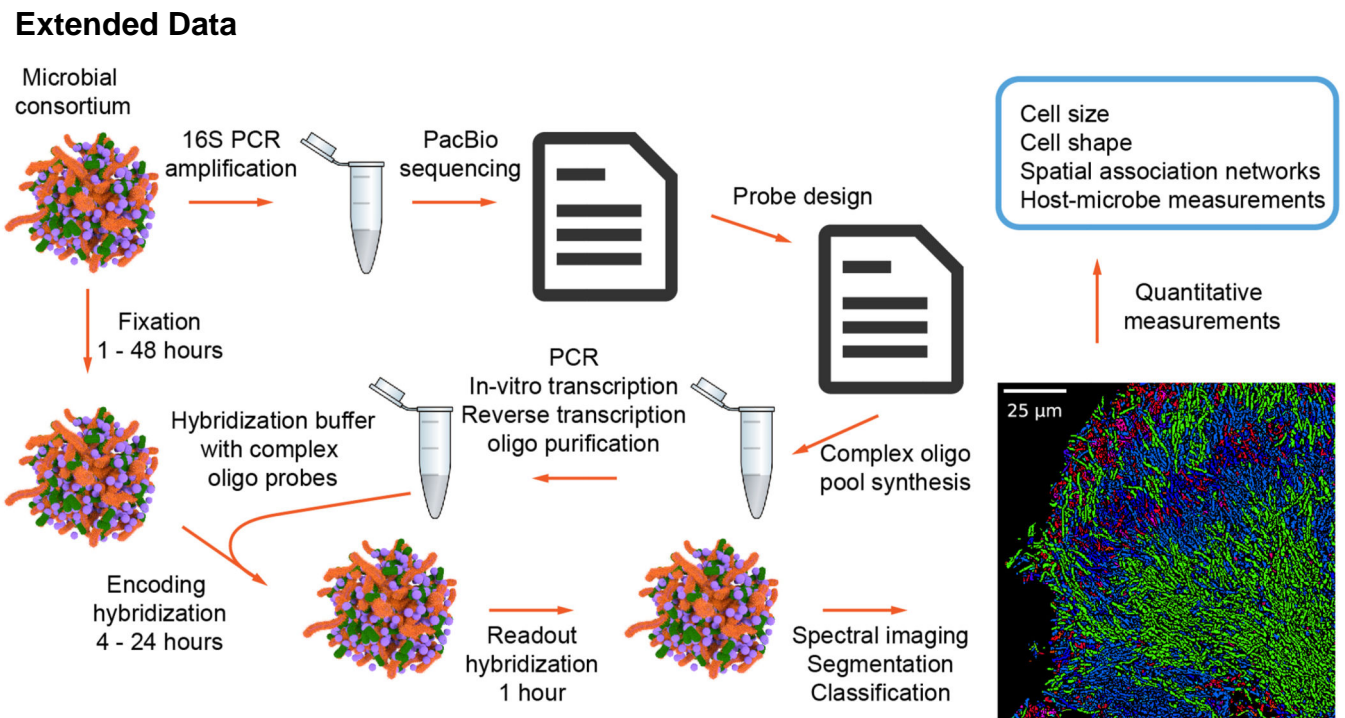 Extended Data
Microbial
consortium
16S PCR
amplification
PacBio
sequencing
Probe design
Cell size
Cell shape
Spatial association networks
Host-microbe measurements
Quantitative
measurements
Fixation
1 - 48 hours
Hybridization buffer
with complex
oligo probes
PCR
In-vitro transcription
Reverse transcription
oligo purification
Complex oligo
pool synthesis
25 μm
Encoding
hybridization
4 - 24 hours
Readout
hybridization
1 hour
Spectral imaging
Segmentation
Classification